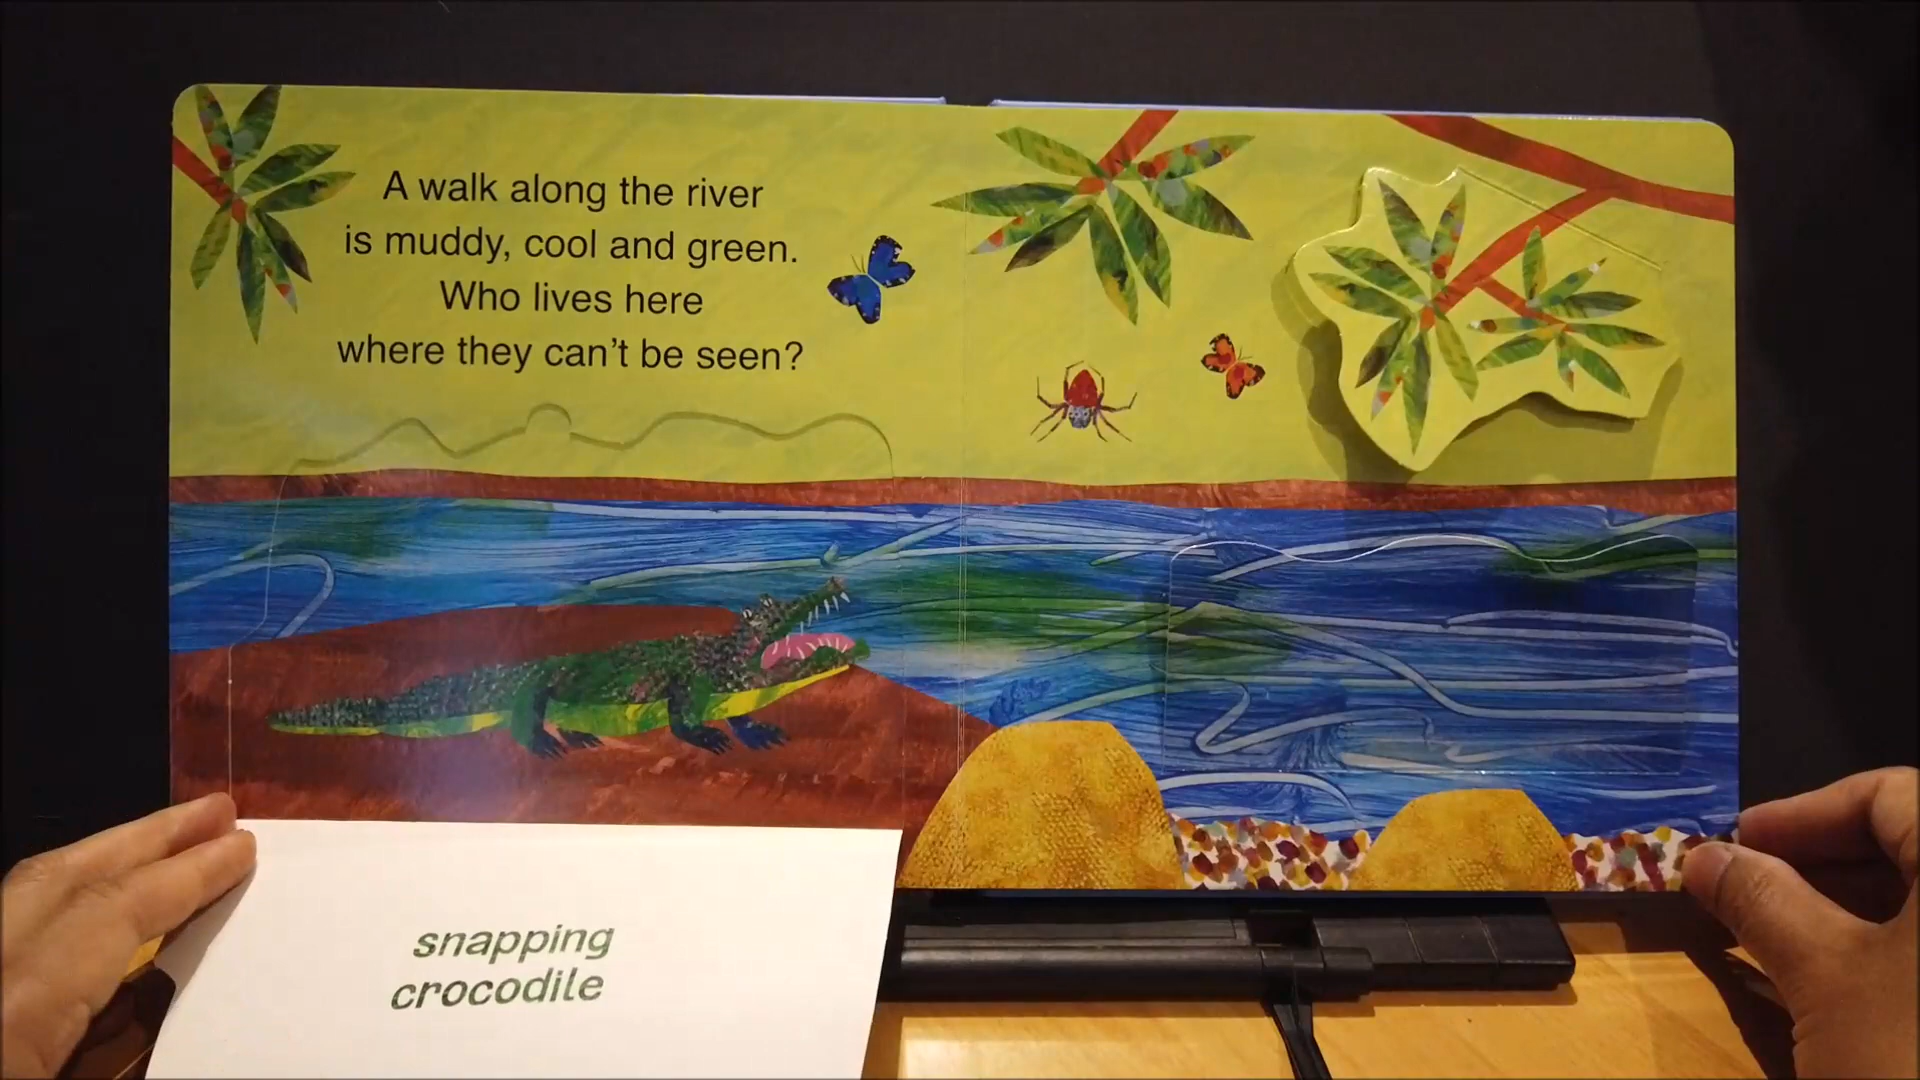 A walk along the river
is muddy, cool and green.
Who lives here
where they can't be seen?
snapping
crocodile